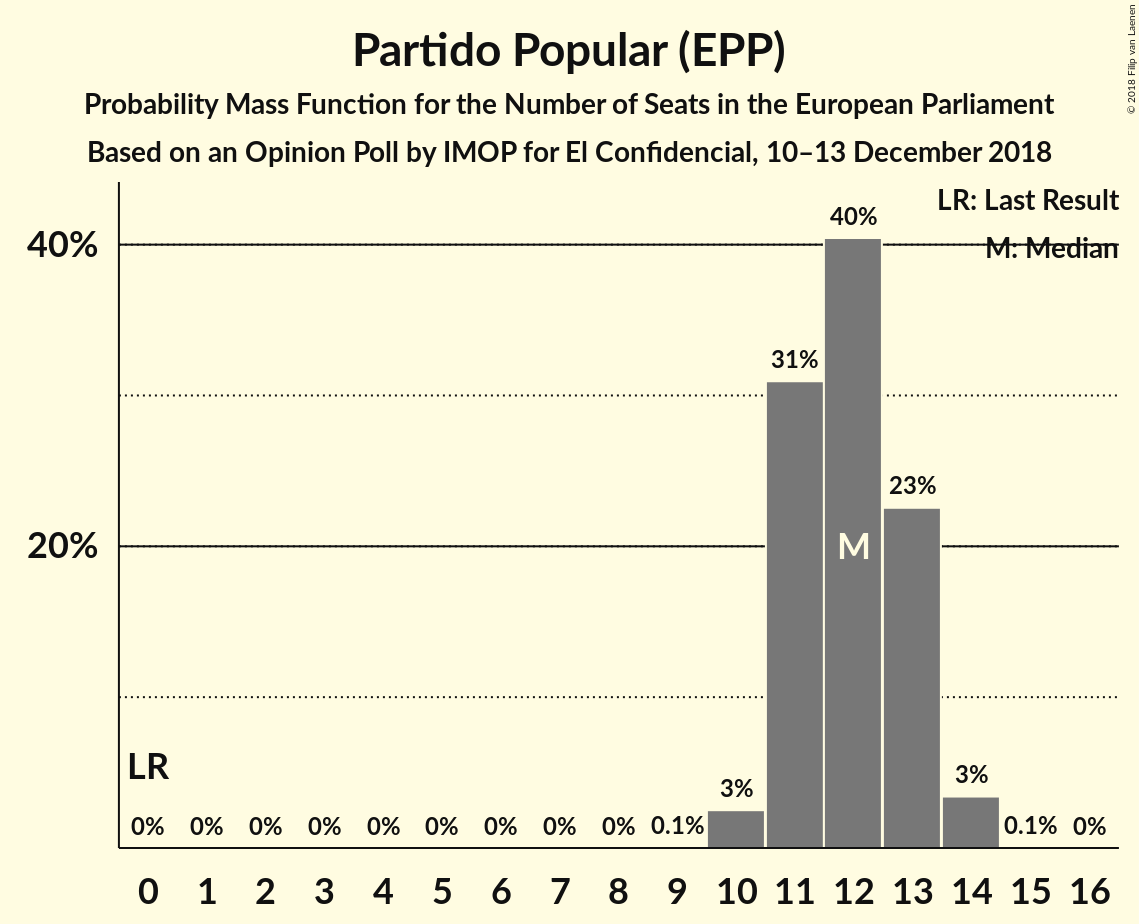 Partido Popular (EPP)
Probability Mass Function for the Number of Seats in the European Parliament
Based on an Opinion Poll by IMOP for El Confidencial, 10–13 December 2018
© 2018 Filip van Laenen
LR: Last Result
M: Median
40%
20%
40%
31%
23%
M
LR
3%
3%
0% 0% 0% 0% 0% 0% 0% 0% 0% 0.1% 0.1% 0%
0 1 2 3 4 5 6 7 8 9 10 11 12 13 14 15 16